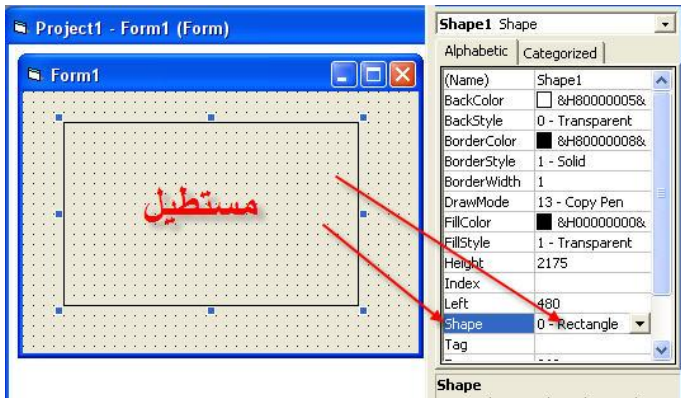 Project1 - Form1 (Form)
Form1
مستطيل
Shape1 Shape
Alphabetic Categorized
(Name) Shape1
BackColor &H80000005&
BackStyle 0 - Transparent
BorderColor &H80000008&
BorderStyle 1 - Solid
BorderWidth 1
DrawMode 13 - Copy Pen
FillColor &H00000000&
FillStyle 1 - Transparent
Height 2175
Index
Left 480
Shape 0 - Rectangle
Tag
Shape